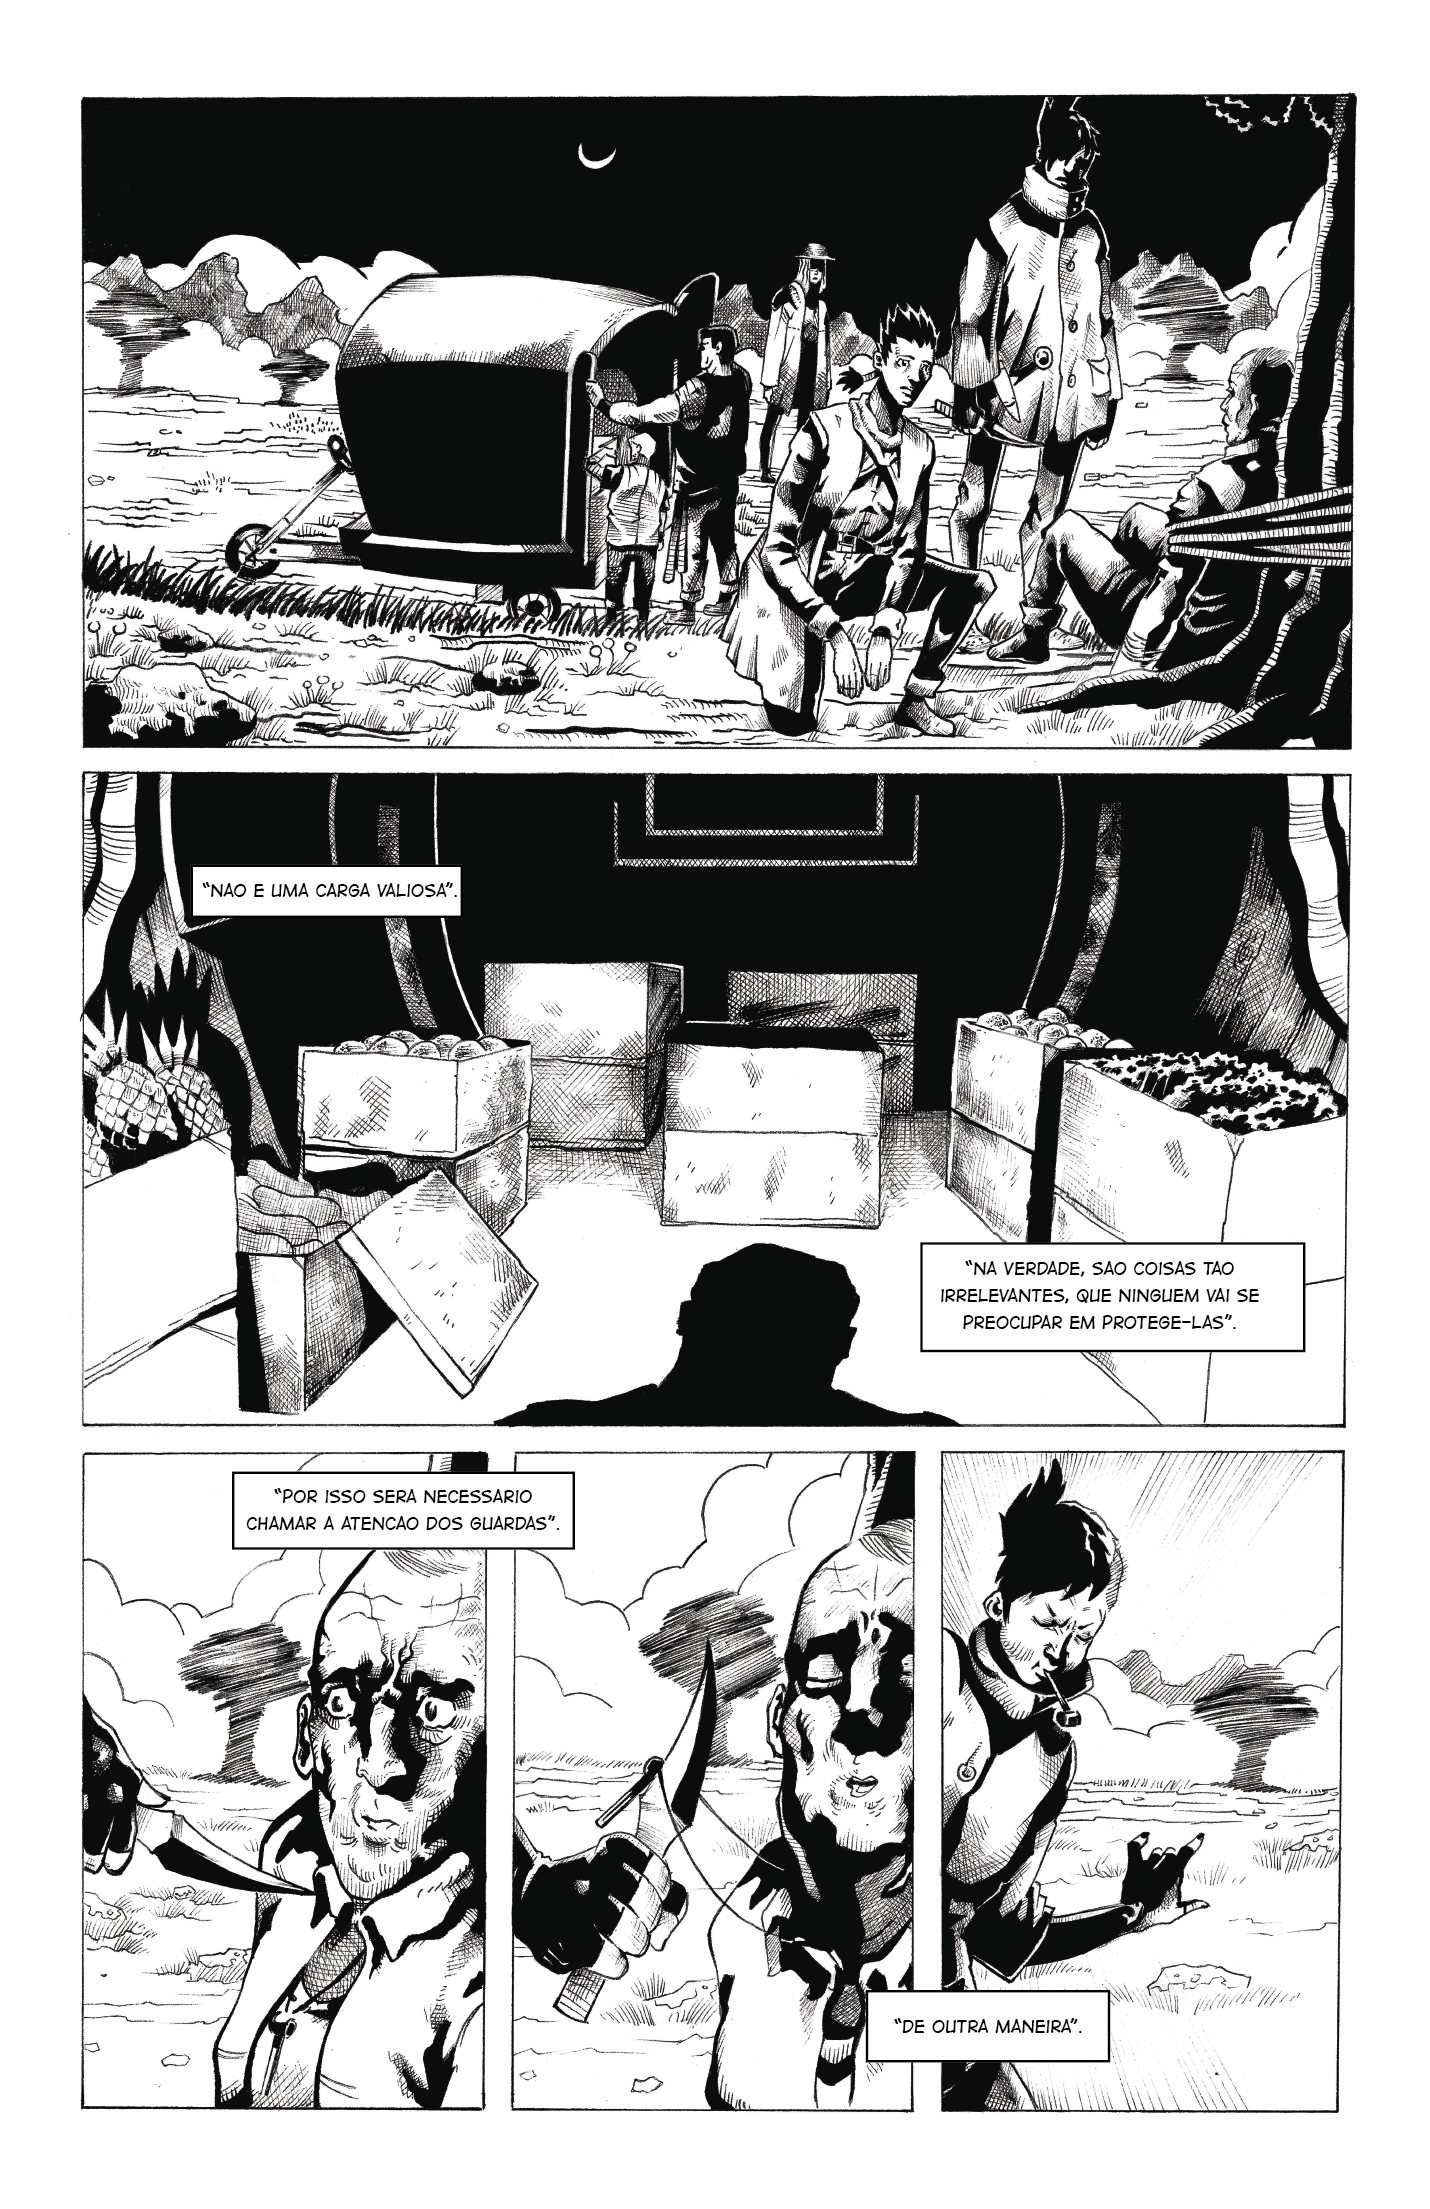 "NAO E UMA CARGA VALIOSA".
"NA VERDADE, SAO COISAS TAO
IRRELEVANTES, QUE NINGUEM VAI SE
PREOCUPAR EM PROTEGE-LAS".
"POR ISSO SERA NECESSARIO
CHAMAR A ATENCAO DOS GUARDAS".
"DE OUTRA MANEIRA".